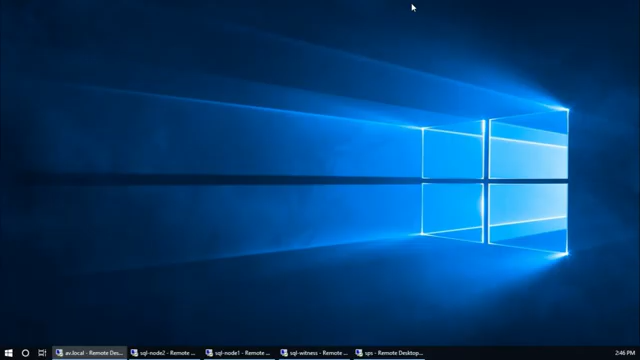 av.local - Remote Des...
sql-node2 - Remote ...
sql-node1 - Remote ...
sql-witness - Remote ...
sps - Remote Desktop...
2:46 PM